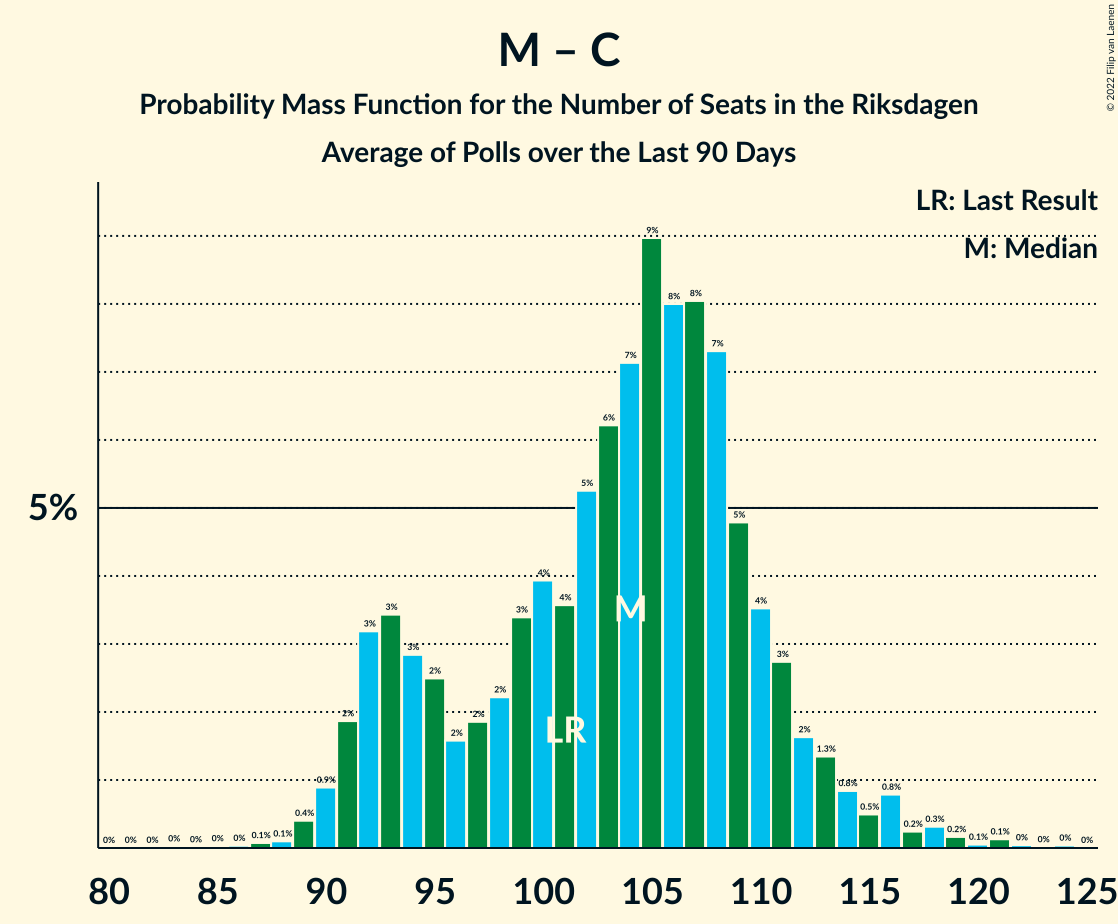 M – C
Probability Mass Function for the Number of Seats in the Riksdagen
Average of Polls over the Last 90 Days
© 2022 Filip van Laenen
LR: Last Result
M: Median
5%
0% 0% 0% 0% 0% 0% 0% 0.1% 0.1% 0.4% 0.9% 2% 3% 3% 3% 2% 2% 2% 2% 3% 4% 4% 5% 6% 7% 9% 8% 8% 7% 5% 4% 3% 2% 1.3% 0.8% 0.5% 0.8% 0.2% 0.3% 0.2% 0.1% 0.1% 0% 0% 0% 0%
M
LR
80 85 90 95 100 105 110 115 120 125